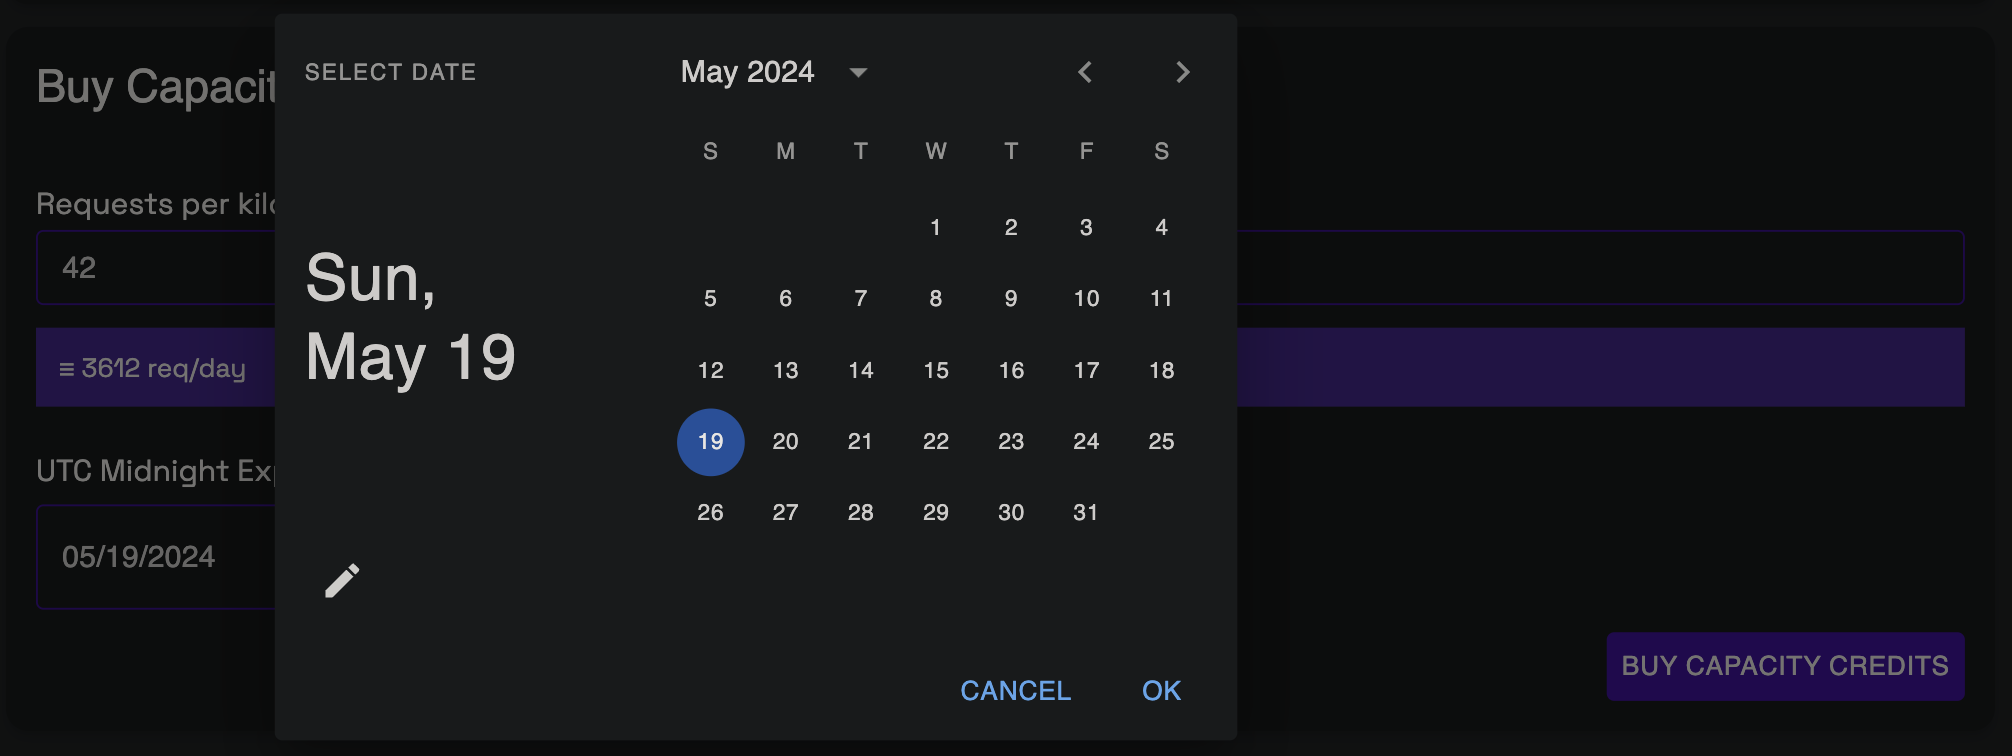 Buy Capacit
Requests per kilo
42
≡ 3612 req/day
UTC Midnight Exp
05/19/2024
SELECT DATE
Sun,
May 19
May 2024
S M T W T F S
1 2 3 4
5 6 7 8 9 10 11
12 13 14 15 16 17 18
19 20 21 22 23 24 25
26 27 28 29 30 31
CANCEL OK
BUY CAPACITY CREDITS